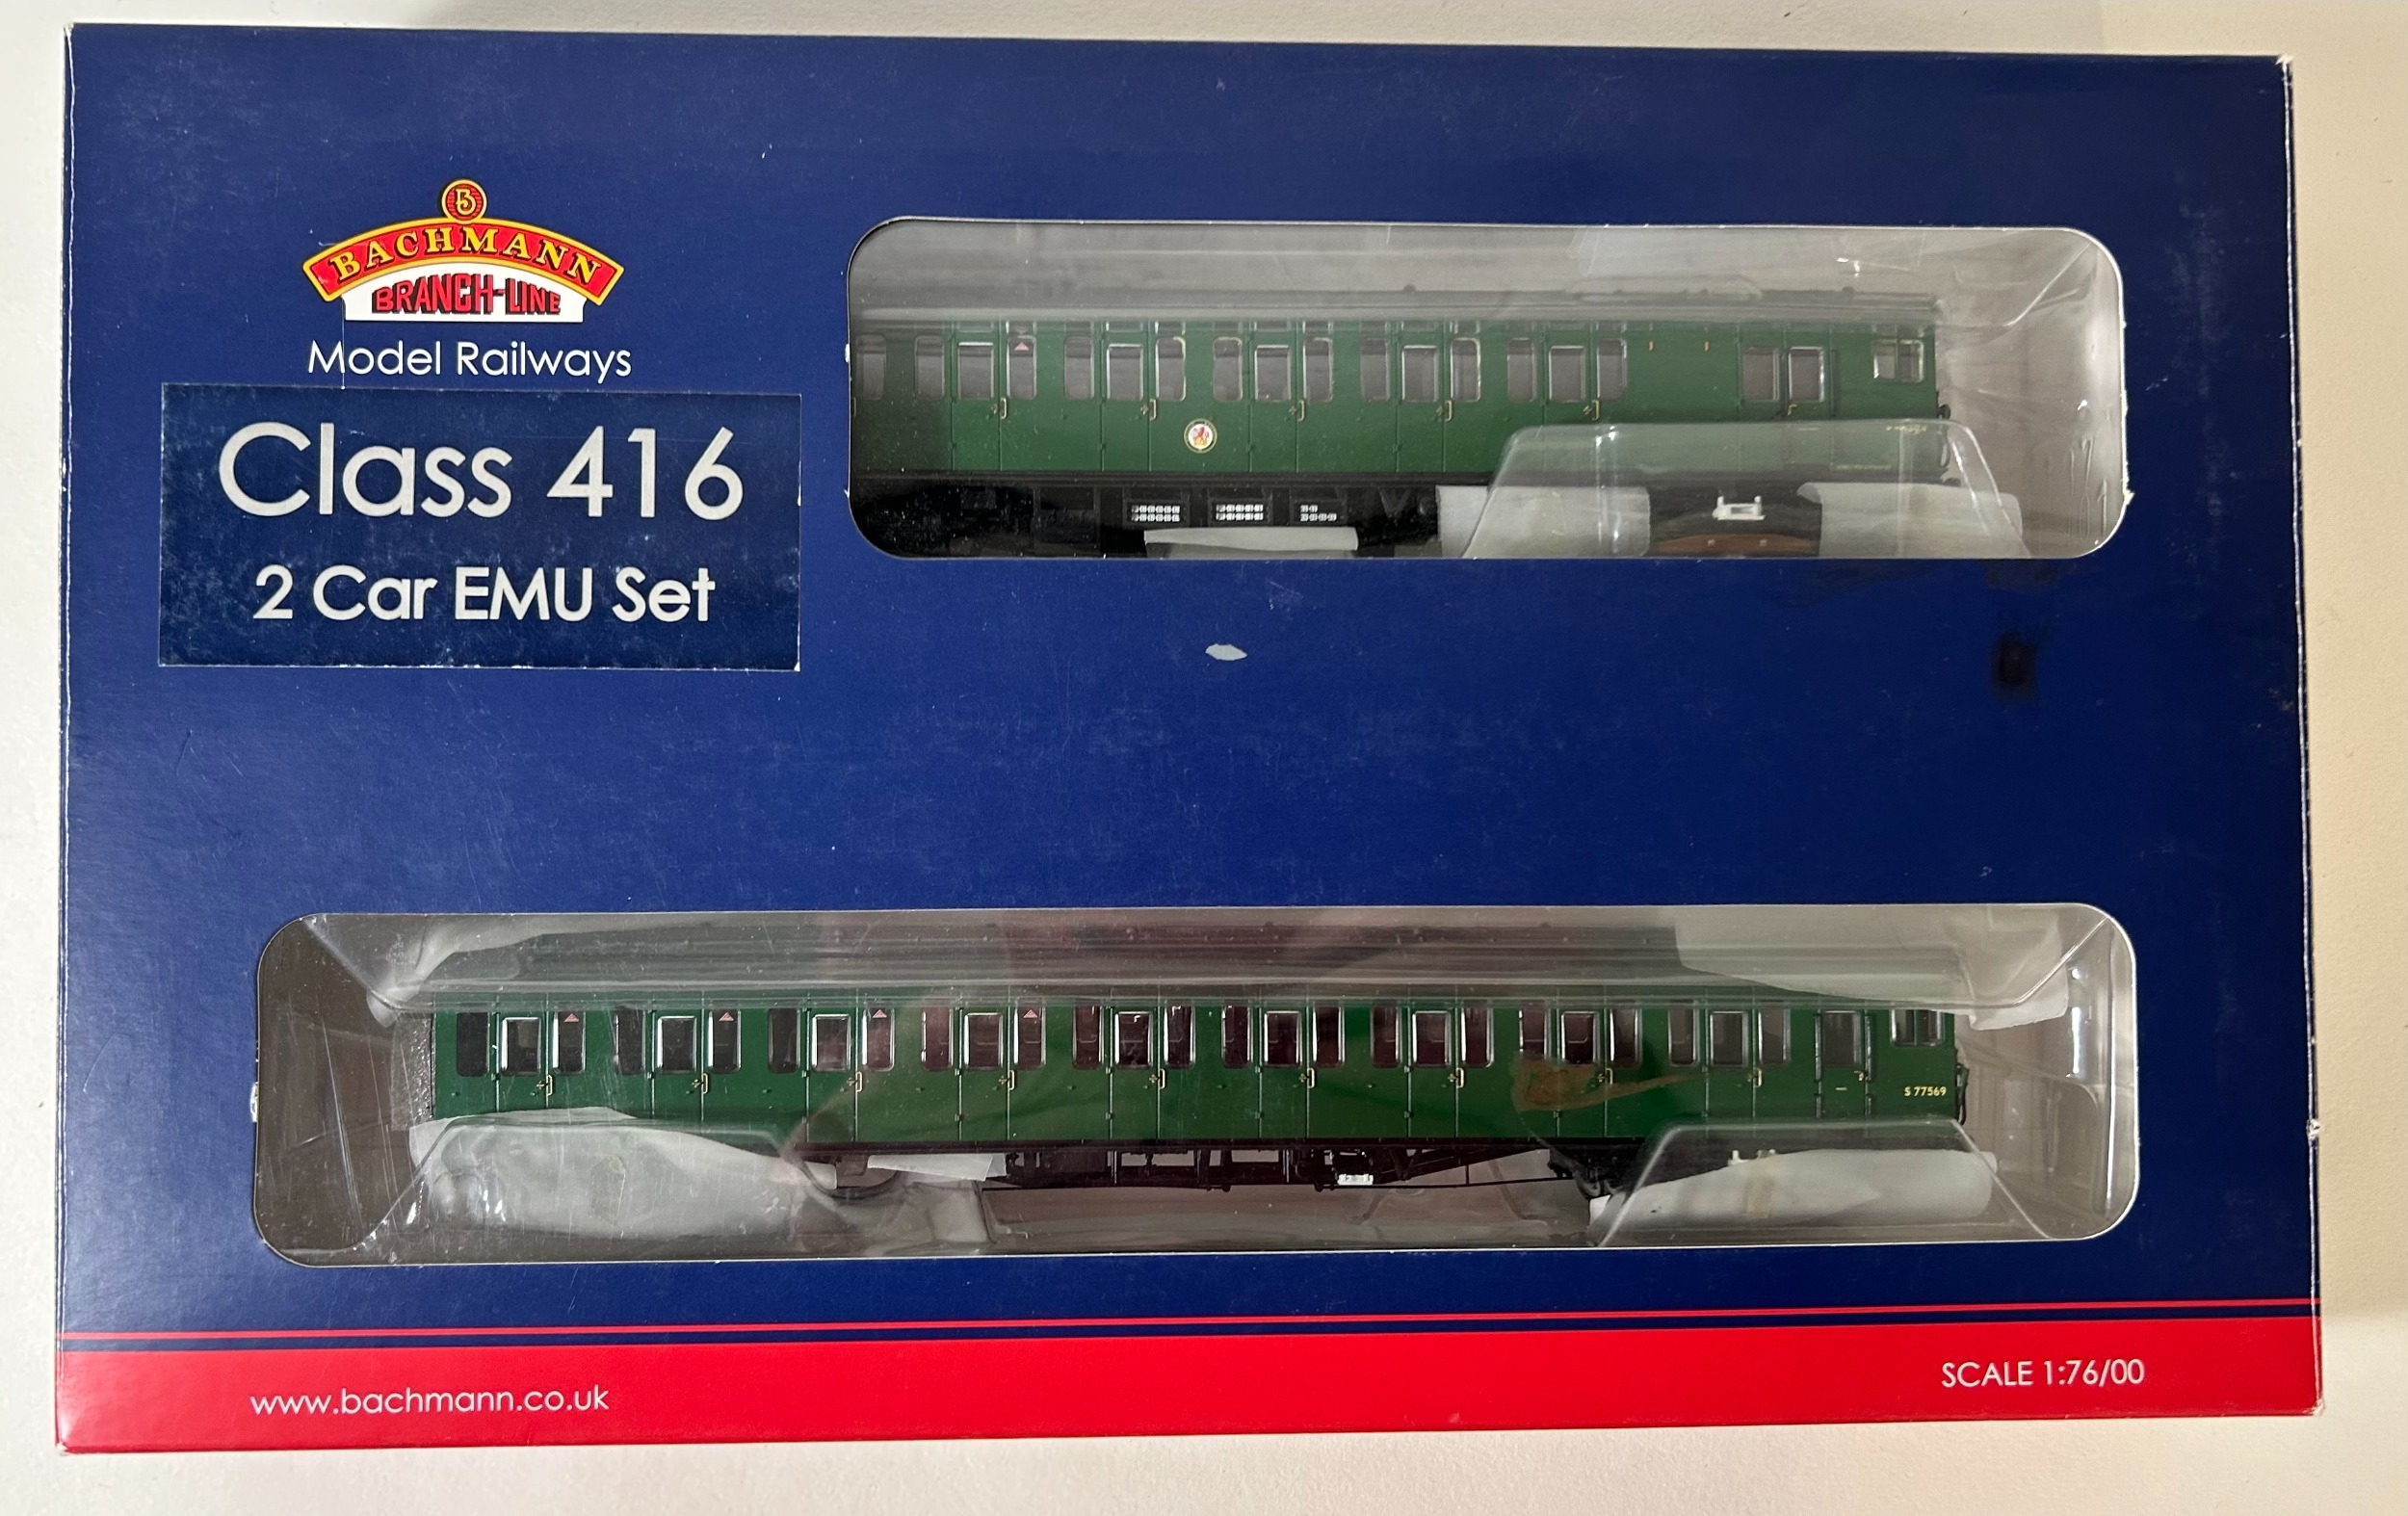 B
BACHMANN
BRANCH-LINE
Model Railways
Class 416
2 Car EMU Set
S 77569
www.bachmann.co.uk
SCALE 1:76/00